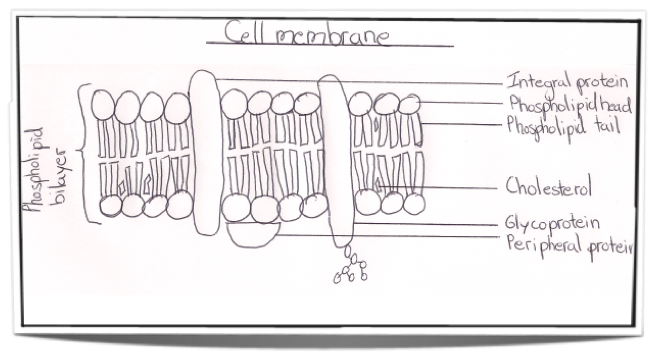 Cell membrane
Integral protein
Phospholipid head
Phospholipid tail
Phospholipid
bilayer
Cholesterol
Glycoprotein
Peripheral protein